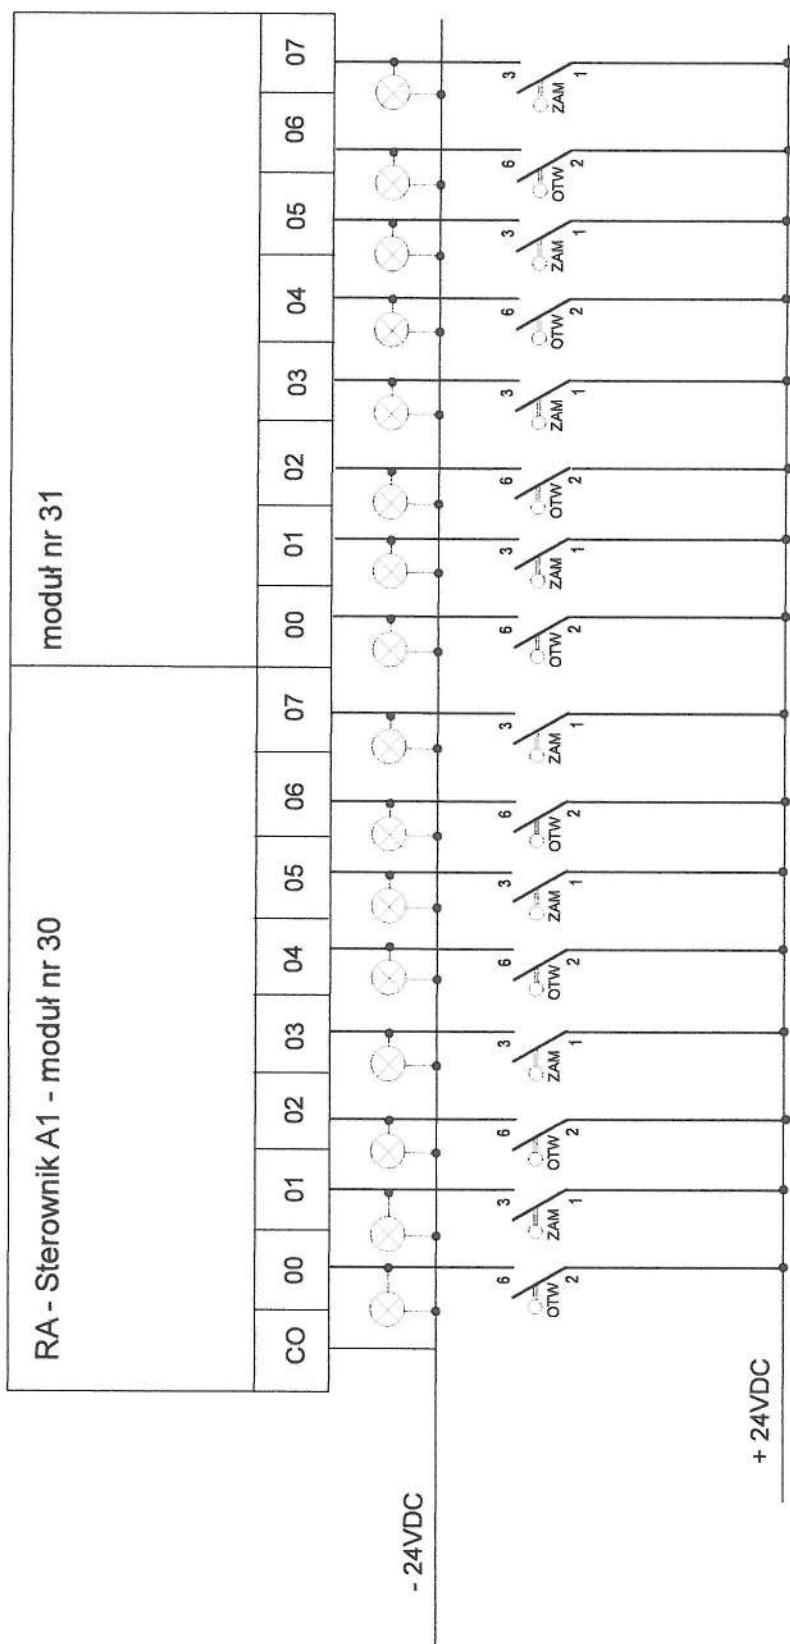 RA - Sterownik A1 - moduł nr 30
moduł nr 31
CO 00 01 02 03 04 05 06 07 00 01 02 03 04 05 06 07
- 24VDC
6 3 6 3 6 3 6 3 6 3 6 3 6 3 6 3
OTW ZAM OTW ZAM OTW ZAM OTW ZAM OTW ZAM OTW ZAM OTW ZAM OTW ZAM
2 1 2 1 2 1 2 1 2 1 2 1 2 1 2 1
+ 24VDC